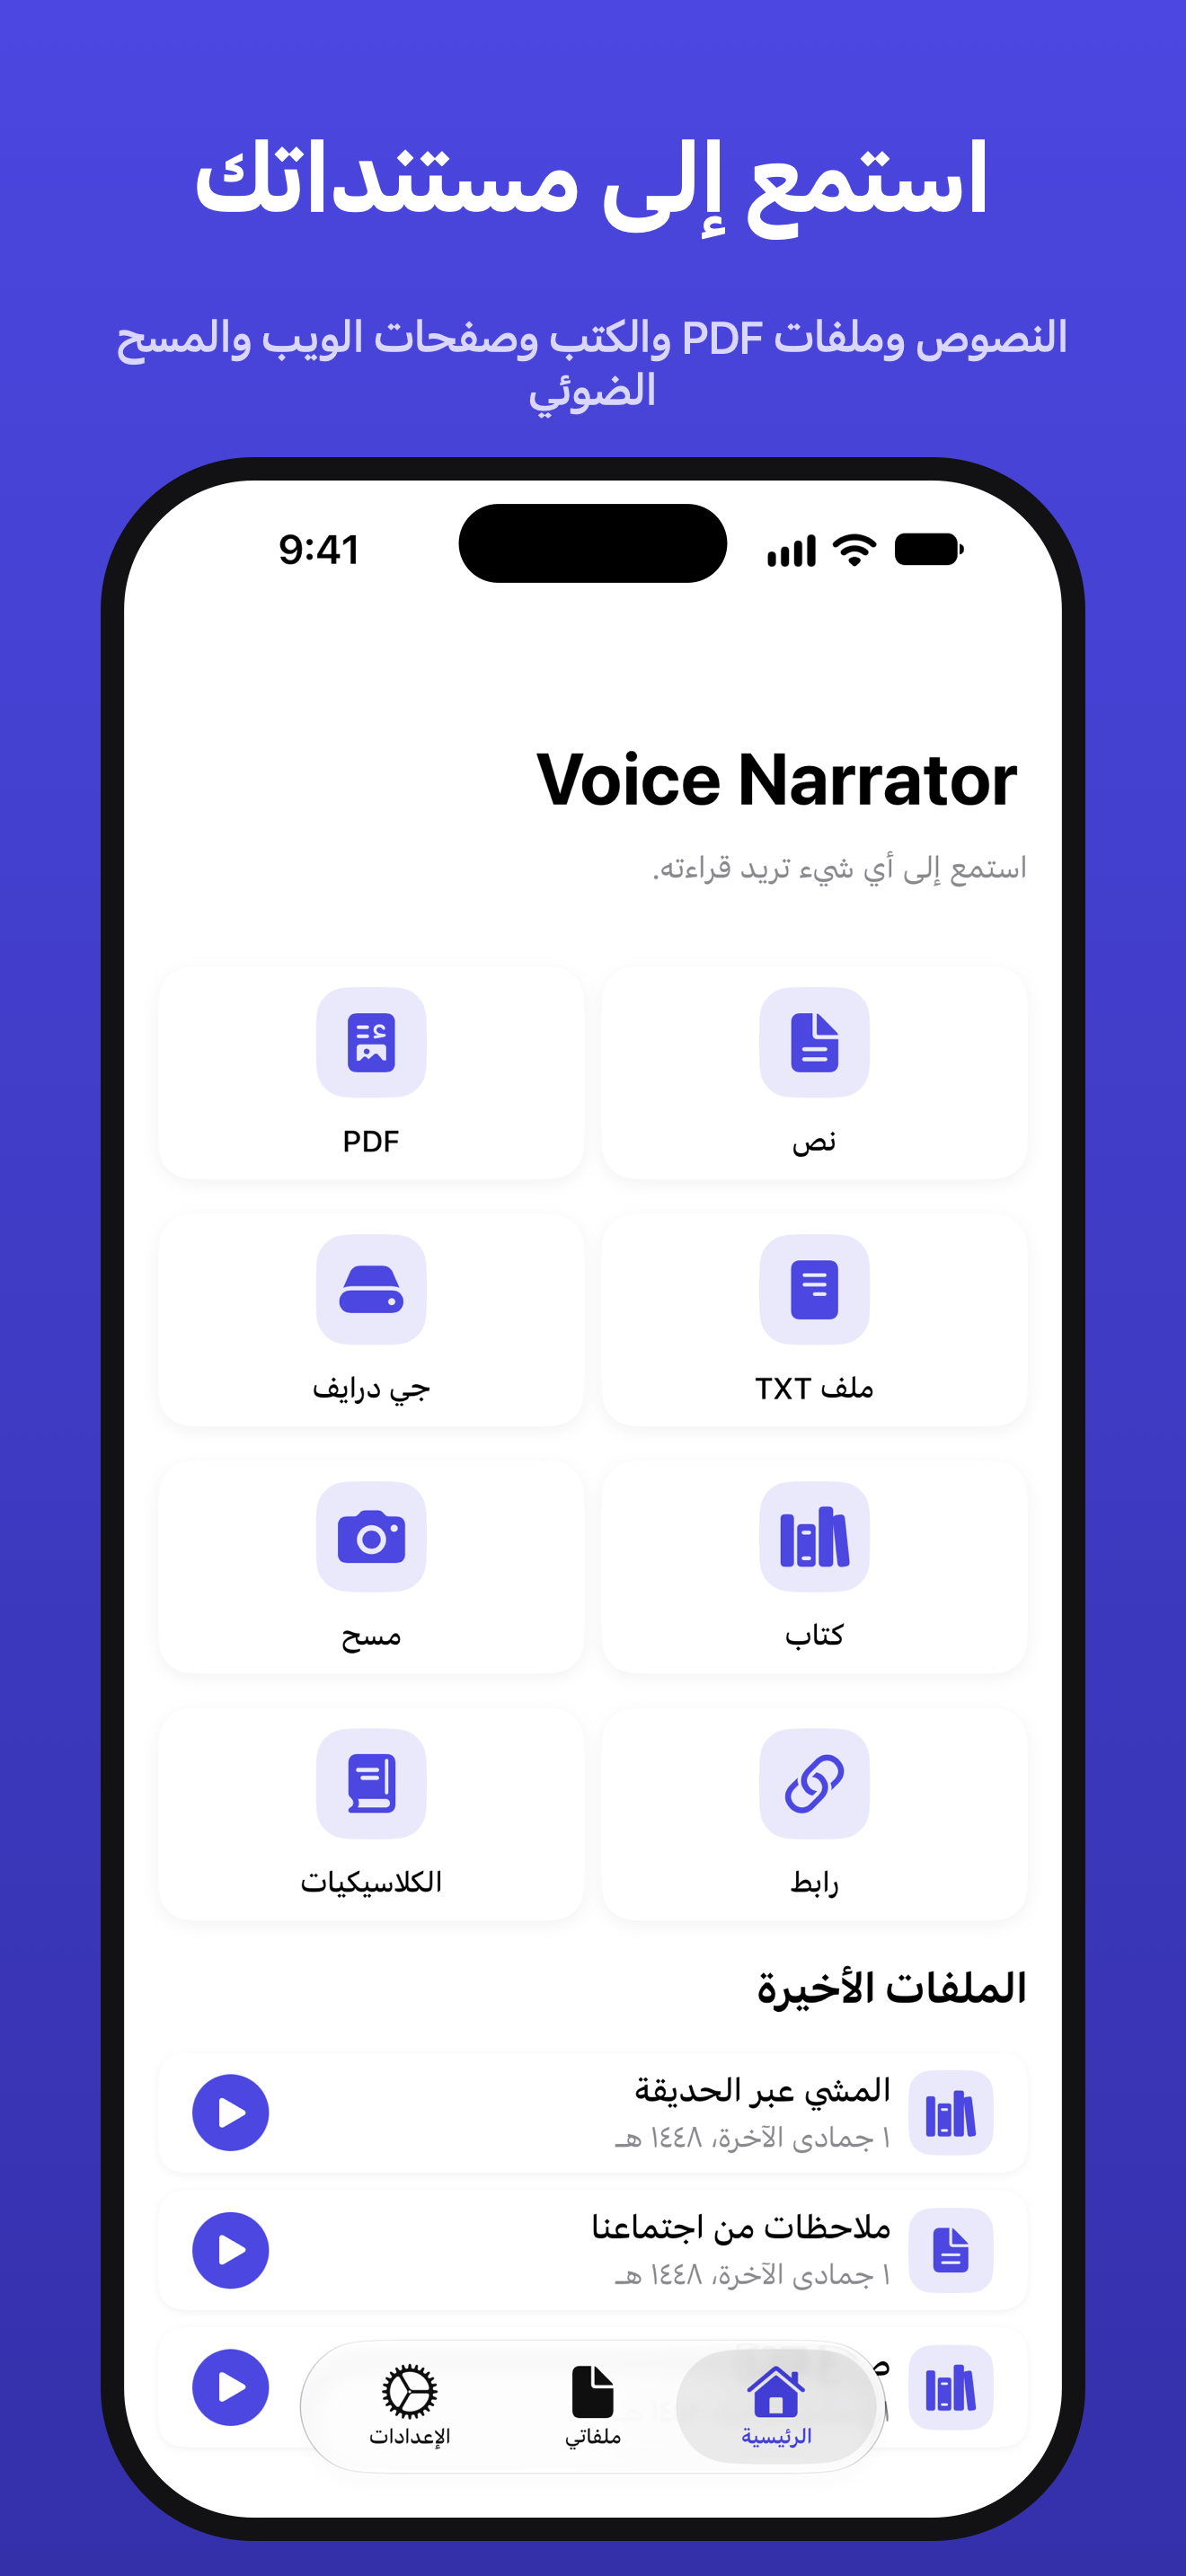 استمع إلى مستنداتك
النصوص وملفات PDF والكتب وصفحات الويب والمسح
الضوئي
9:41
Voice Narrator
استمع إلى أي شيء تريد قراءته.
نص
PDF
ملف TXT
جي درايف
كتاب
مسح
رابط
الكلاسيكيات
الملفات الأخيرة
المشي عبر الحديقة
١ جمادى الآخرة، ١٤٤٨ هـ
ملاحظات من اجتماعنا
١ جمادى الآخرة، ١٤٤٨ هـ
الرئيسية
ملفاتي
الإعدادات